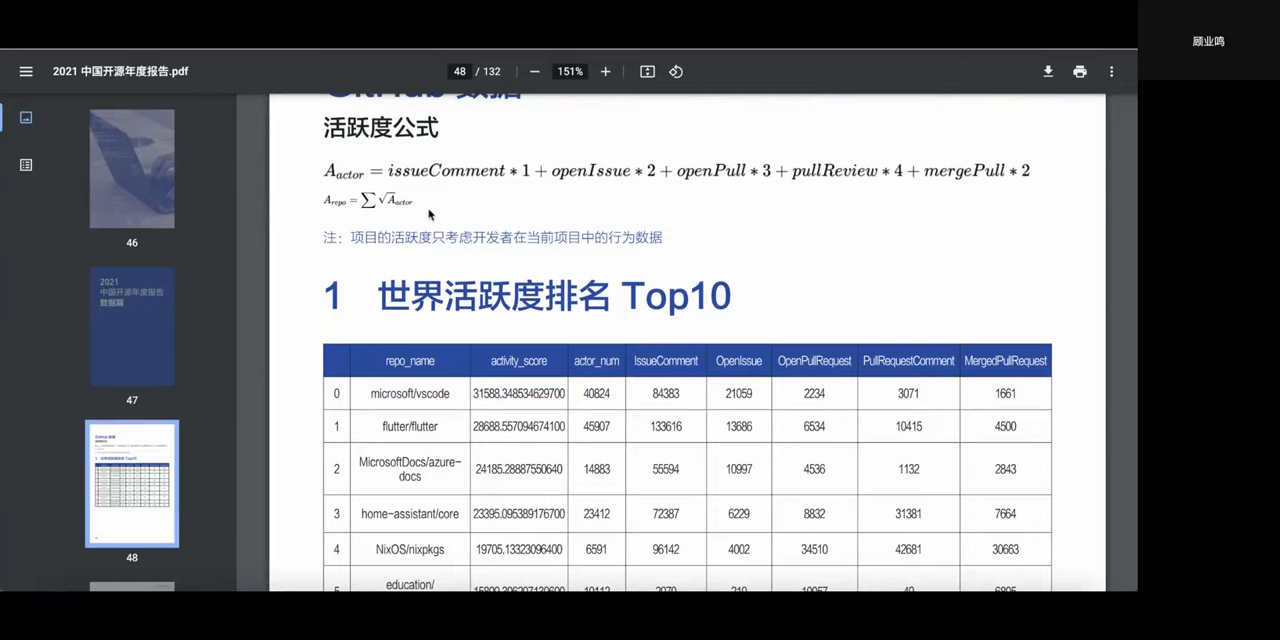 顾业鸣
2021 中国开源年度报告.pdf
48 / 132
151%
46
2021
中国开源年度报告
数据篇
47
48
GitHub 数据
活跃度公式
A_actor = issueComment * 1 + openIssue * 2 + openPull * 3 + pullReview * 4 + mergePull * 2
A_repo = ∑ √A_actor
注：项目的活跃度只考虑开发者在当前项目中的行为数据
1 世界活跃度排名 Top10
repo_name activity_score actor_num IssueComment OpenIssue OpenPullRequest PullRequestComment MergedPullRequest
0 microsoft/vscode 31588.348534629700 40824 84383 21059 2234 3071 1661
1 flutter/flutter 28688.557094674100 45907 133616 13686 6534 10415 4500
2 MicrosoftDocs/azure-docs 24185.28887550640 14883 55594 10997 4536 1132 2843
3 home-assistant/core 23395.095389176700 23412 72387 6229 8832 31381 7664
4 NixOS/nixpkgs 19705.13323096400 6591 96142 4002 34510 42681 30663
education/